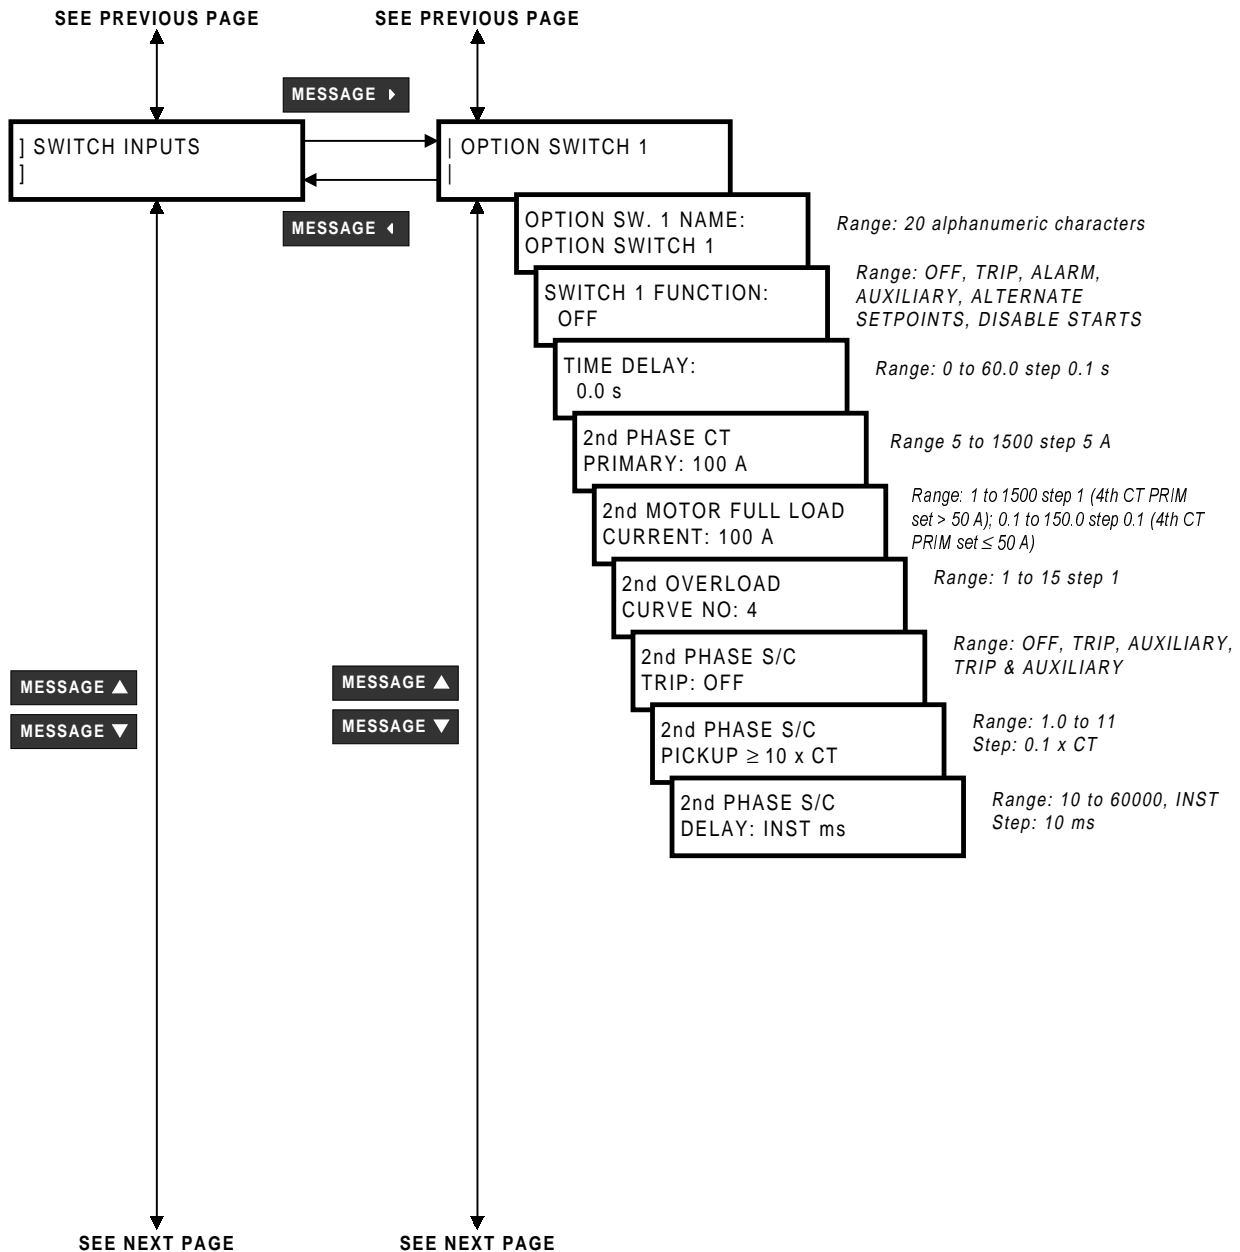 SEE PREVIOUS PAGE
SEE PREVIOUS PAGE
MESSAGE
] SWITCH INPUTS
]
| OPTION SWITCH 1
|
MESSAGE
OPTION SW. 1 NAME:
OPTION SWITCH 1
Range: 20 alphanumeric characters
SWITCH 1 FUNCTION:
OFF
Range: OFF, TRIP, ALARM,
AUXILIARY, ALTERNATE
SETPOINTS, DISABLE STARTS
TIME DELAY:
0.0 s
Range: 0 to 60.0 step 0.1 s
2nd PHASE CT
PRIMARY: 100 A
Range 5 to 1500 step 5 A
2nd MOTOR FULL LOAD
CURRENT: 100 A
Range: 1 to 1500 step 1 (4th CT PRIM
set > 50 A); 0.1 to 150.0 step 0.1 (4th CT
PRIM set ≤ 50 A)
2nd OVERLOAD
CURVE NO: 4
Range: 1 to 15 step 1
2nd PHASE S/C
TRIP: OFF
Range: OFF, TRIP, AUXILIARY,
TRIP & AUXILIARY
MESSAGE ▲
MESSAGE ▼
MESSAGE ▲
MESSAGE ▼
2nd PHASE S/C
PICKUP ≥ 10 x CT
Range: 1.0 to 11
Step: 0.1 x CT
2nd PHASE S/C
DELAY: INST ms
Range: 10 to 60000, INST
Step: 10 ms
SEE NEXT PAGE
SEE NEXT PAGE